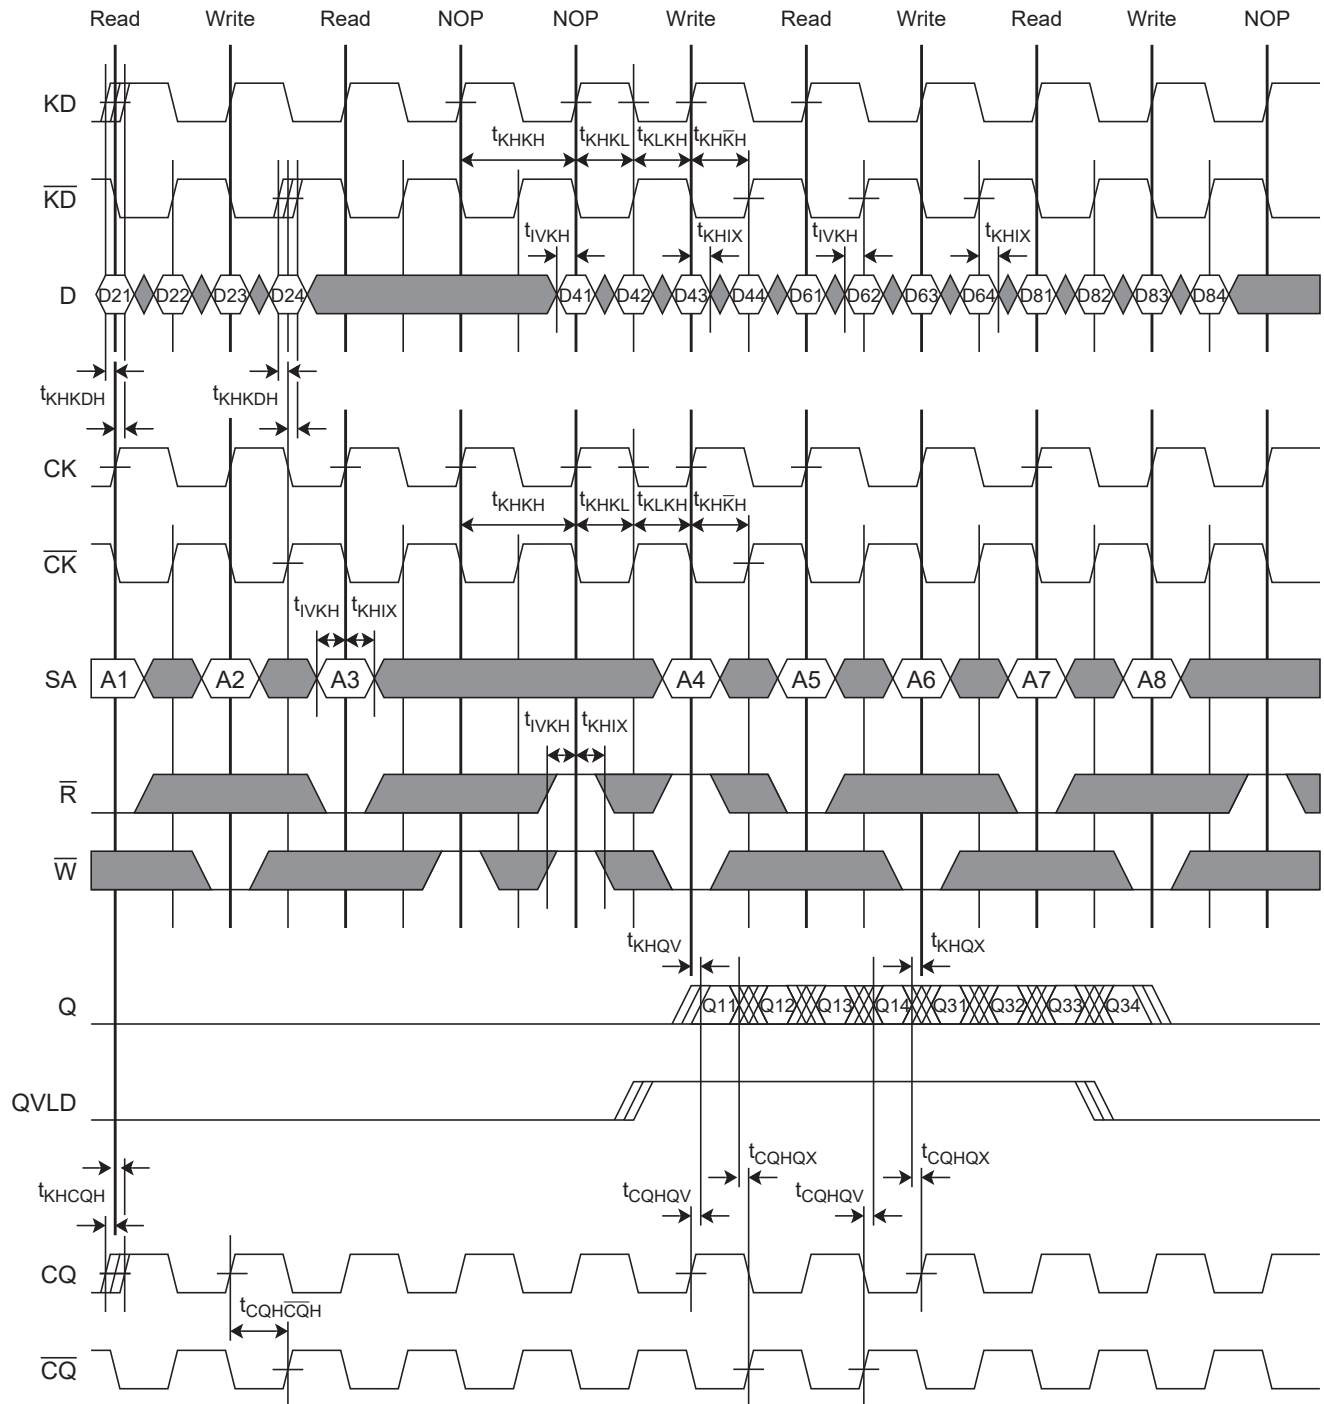 Read Write Read NOP NOP Write Read Write Read Write NOP
KD
tKHKH tKHKL tKLKH tKHK̅H
K̅D̅
tIVKH tKHIX tIVKH tKHIX
D D21 D22 D23 D24 D41 D42 D43 D44 D61 D62 D63 D64 D81 D82 D83 D84
tKHKDH tKHKDH
CK
tKHKH tKHKL tKLKH tKHK̅H
C̅K̅
tIVKH tKHIX
SA A1 A2 A3 A4 A5 A6 A7 A8
tIVKH tKHIX
R̅
W̅
tKHQV tKHQX
Q Q11 Q12 Q13 Q14 Q31 Q32 Q33 Q34
QVLD
tCQHQX tCQHQX
tKHCQH tCQHQV tCQHQV
CQ
tCQHC̅Q̅H
C̅Q̅